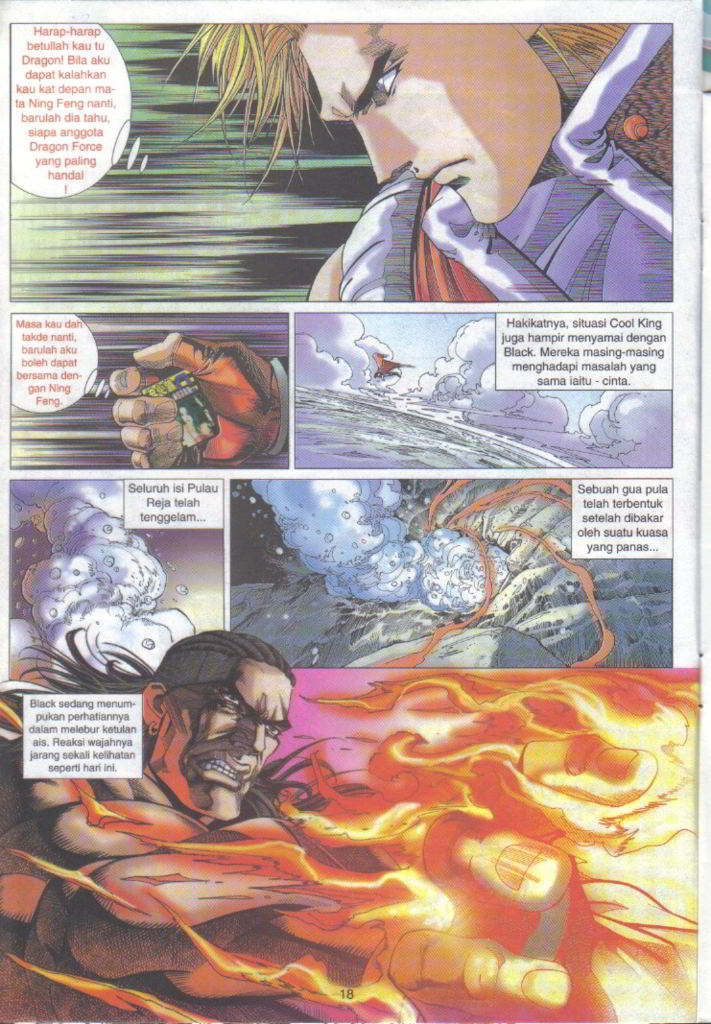 Harap-harap
betullah kau tu
Dragon! Bila aku
dapat kalahkan
kau kat depan ma-
ta Ning Feng nanti,
barulah dia tahu,
siapa anggota
Dragon Force
yang paling
handal
!
Masa kau dah
takde nanti,
barulah aku
boleh dapat
bersama den-
gan Ning
Feng.
Hakikatnya, situasi Cool King
juga hampir menyamai dengan
Black. Mereka masing-masing
menghadapi masalah yang
sama iaitu - cinta.
Seluruh isi Pulau
Reja telah
tenggelam...
Sebuah gua pula
telah terbentuk
setelah dibakar
oleh suatu kuasa
yang panas...
Black sedang menum-
pukan perhatiannya
dalam melebur ketulan
ais. Reaksi wajahnya
jarang sekali kelihatan
seperti hari ini.
18